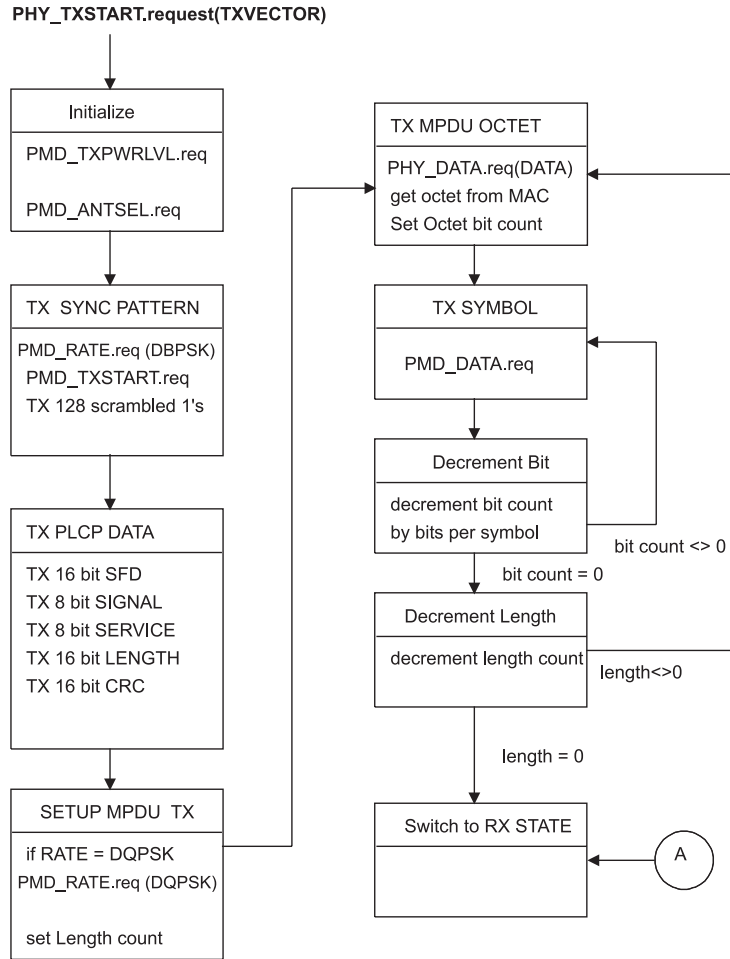 PHY_TXSTART.request(TXVECTOR)
Initialize
PMD_TXPWRLVL.req
PMD_ANTSEL.req
TX SYNC PATTERN
PMD_RATE.req (DBPSK)
PMD_TXSTART.req
TX 128 scrambled 1's
TX PLCP DATA
TX 16 bit SFD
TX 8 bit SIGNAL
TX 8 bit SERVICE
TX 16 bit LENGTH
TX 16 bit CRC
SETUP MPDU TX
if RATE = DQPSK
PMD_RATE.req (DQPSK)
set Length count
TX MPDU OCTET
PHY_DATA.req(DATA)
get octet from MAC
Set Octet bit count
TX SYMBOL
PMD_DATA.req
Decrement Bit
decrement bit count
by bits per symbol
bit count <> 0
bit count = 0
Decrement Length
decrement length count
length<>0
length = 0
Switch to RX STATE
A